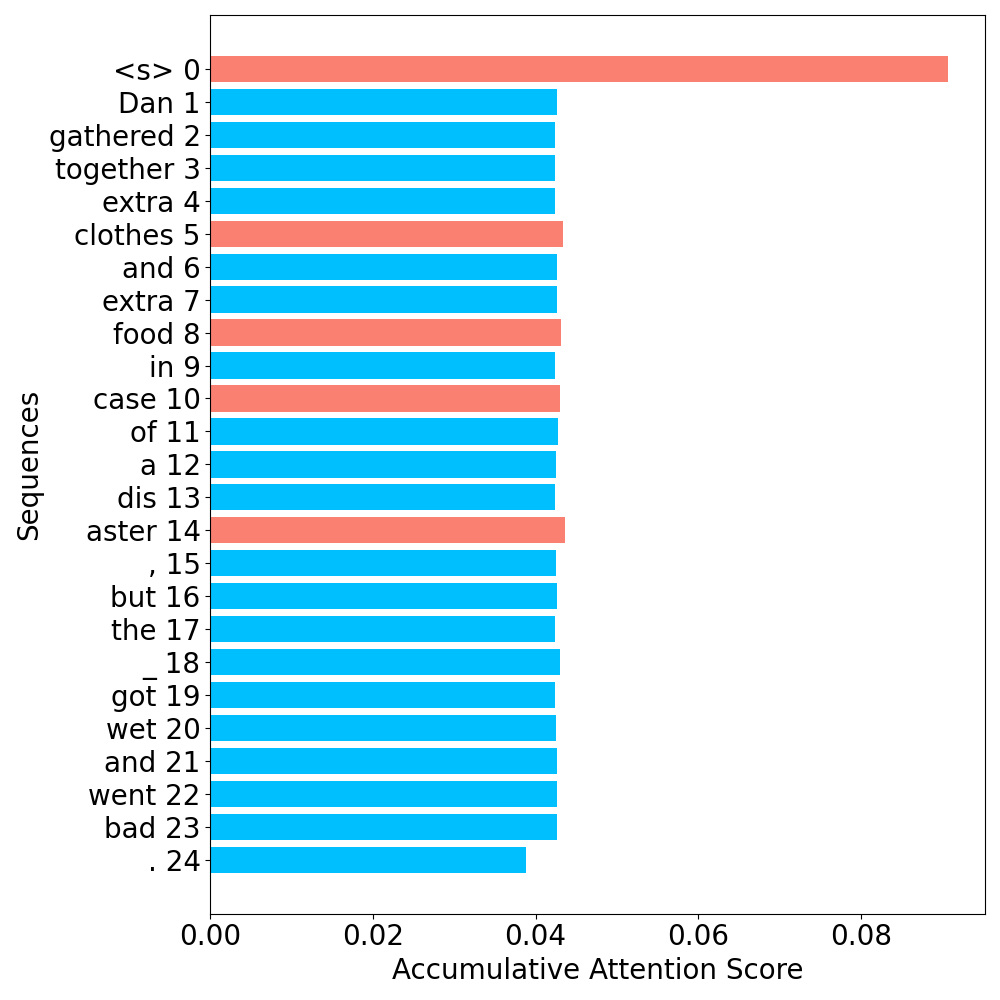 <s> 0
Dan 1
gathered 2
together 3
extra 4
clothes 5
and 6
extra 7
food 8
in 9
case 10
of 11
a 12
dis 13
aster 14
, 15
but 16
the 17
_ 18
got 19
wet 20
and 21
went 22
bad 23
. 24
Sequences
0.00 0.02 0.04 0.06 0.08
Accumulative Attention Score